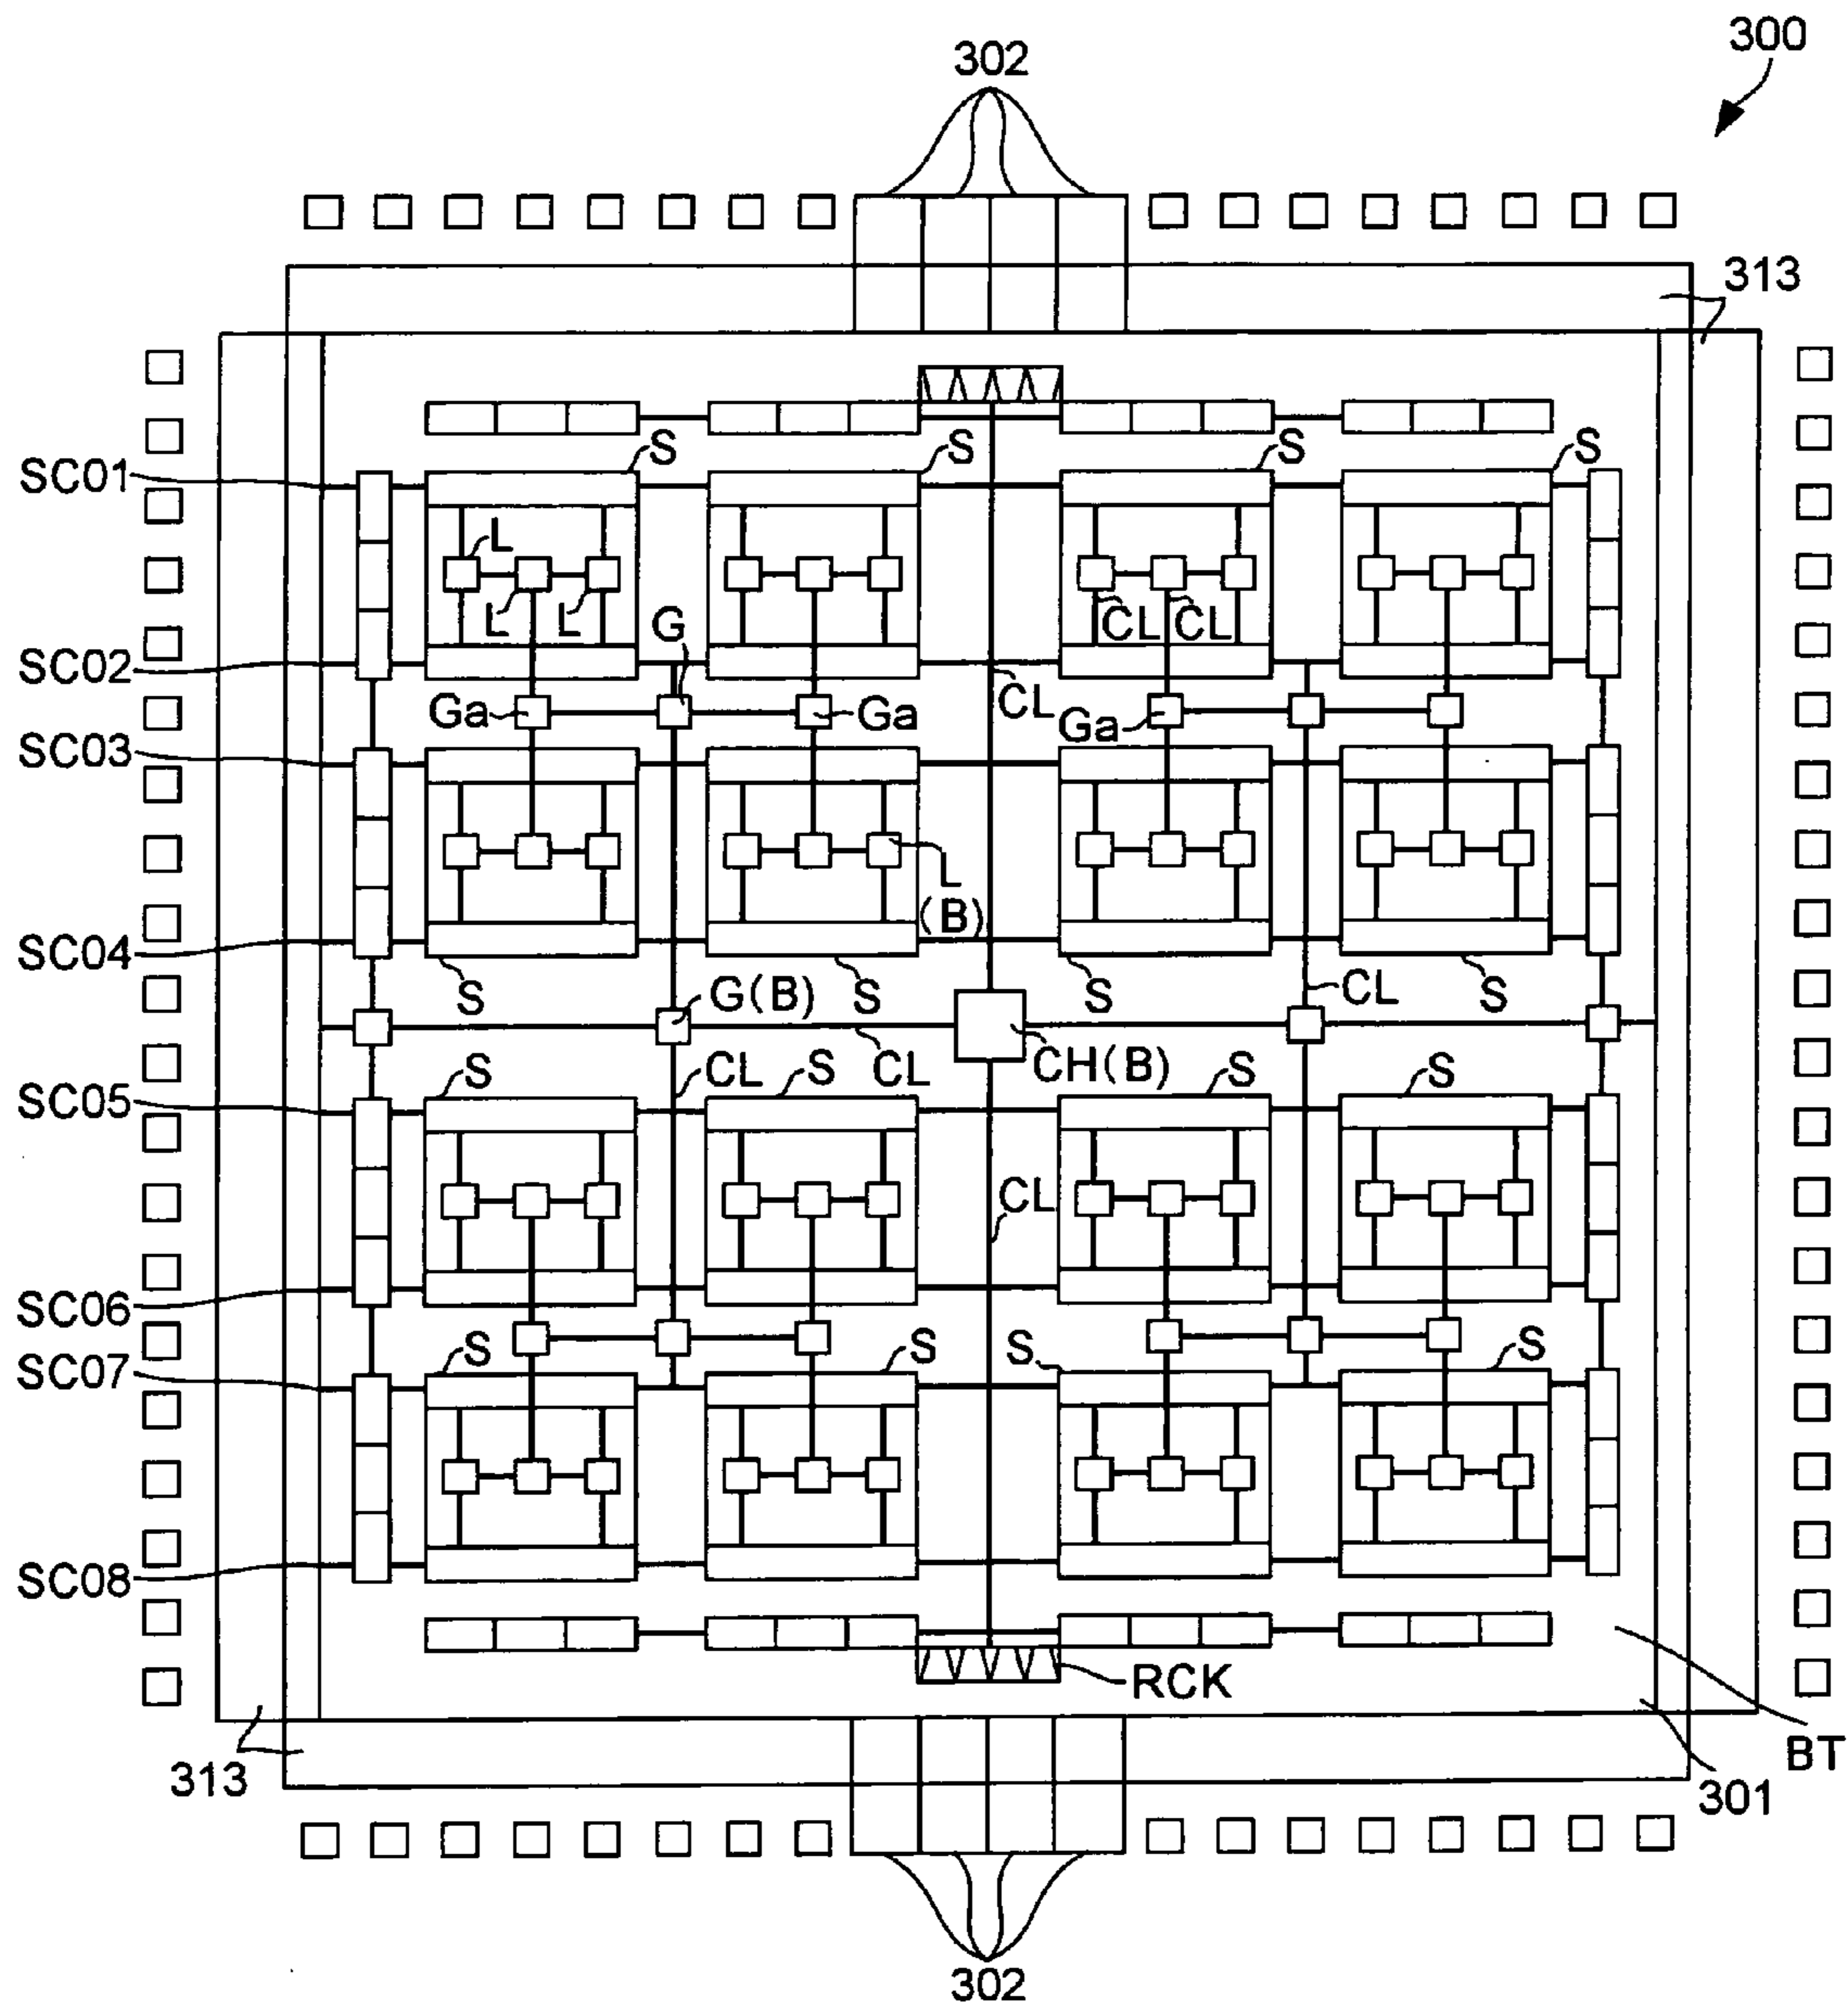 300
302
313
S S S S
SC01
L
L L G CL CL
SC02
CL
Ga Ga Ga
SC03
L
(B)
SC04
S S S S
G(B) CL
CH(B)
S CL S CL S S
SC05
CL
SC06
S S S S
SC07
SC08
RCK
BT
313 301
302